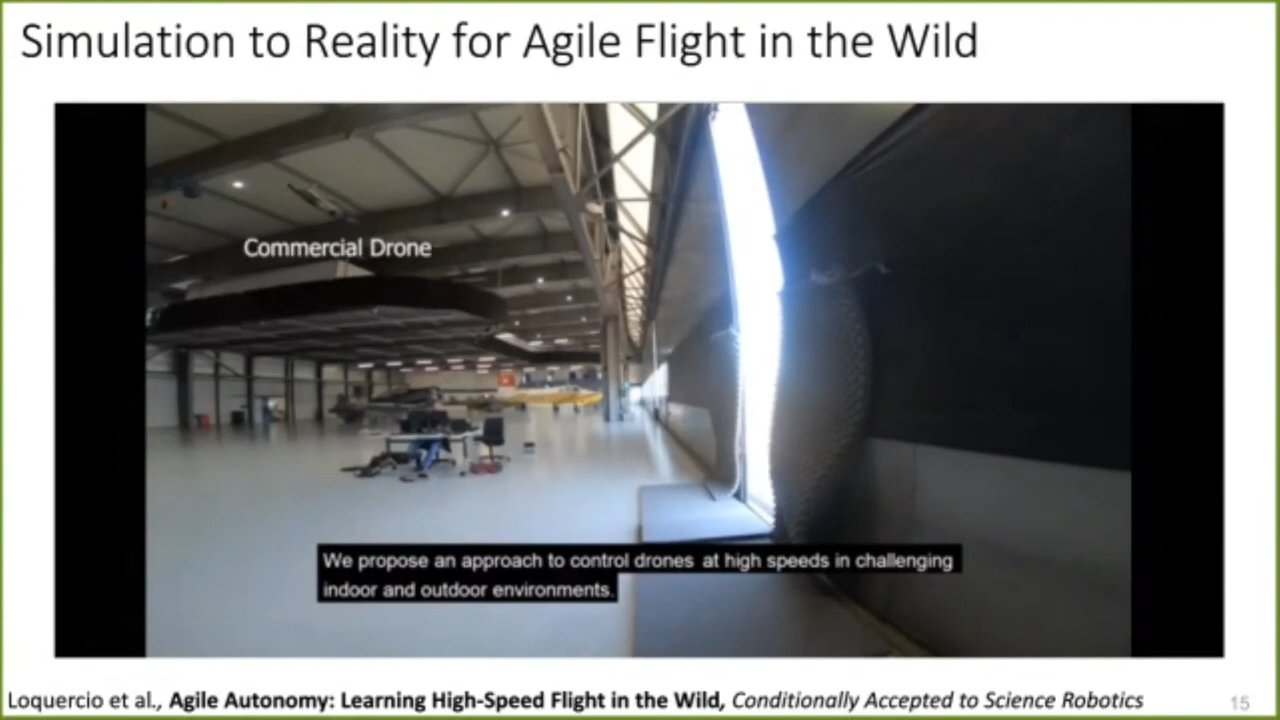 Simulation to Reality for Agile Flight in the Wild
Commercial Drone
We propose an approach to control drones at high speeds in challenging
indoor and outdoor environments.
Loquercio et al., Agile Autonomy: Learning High-Speed Flight in the Wild, Conditionally Accepted to Science Robotics
15